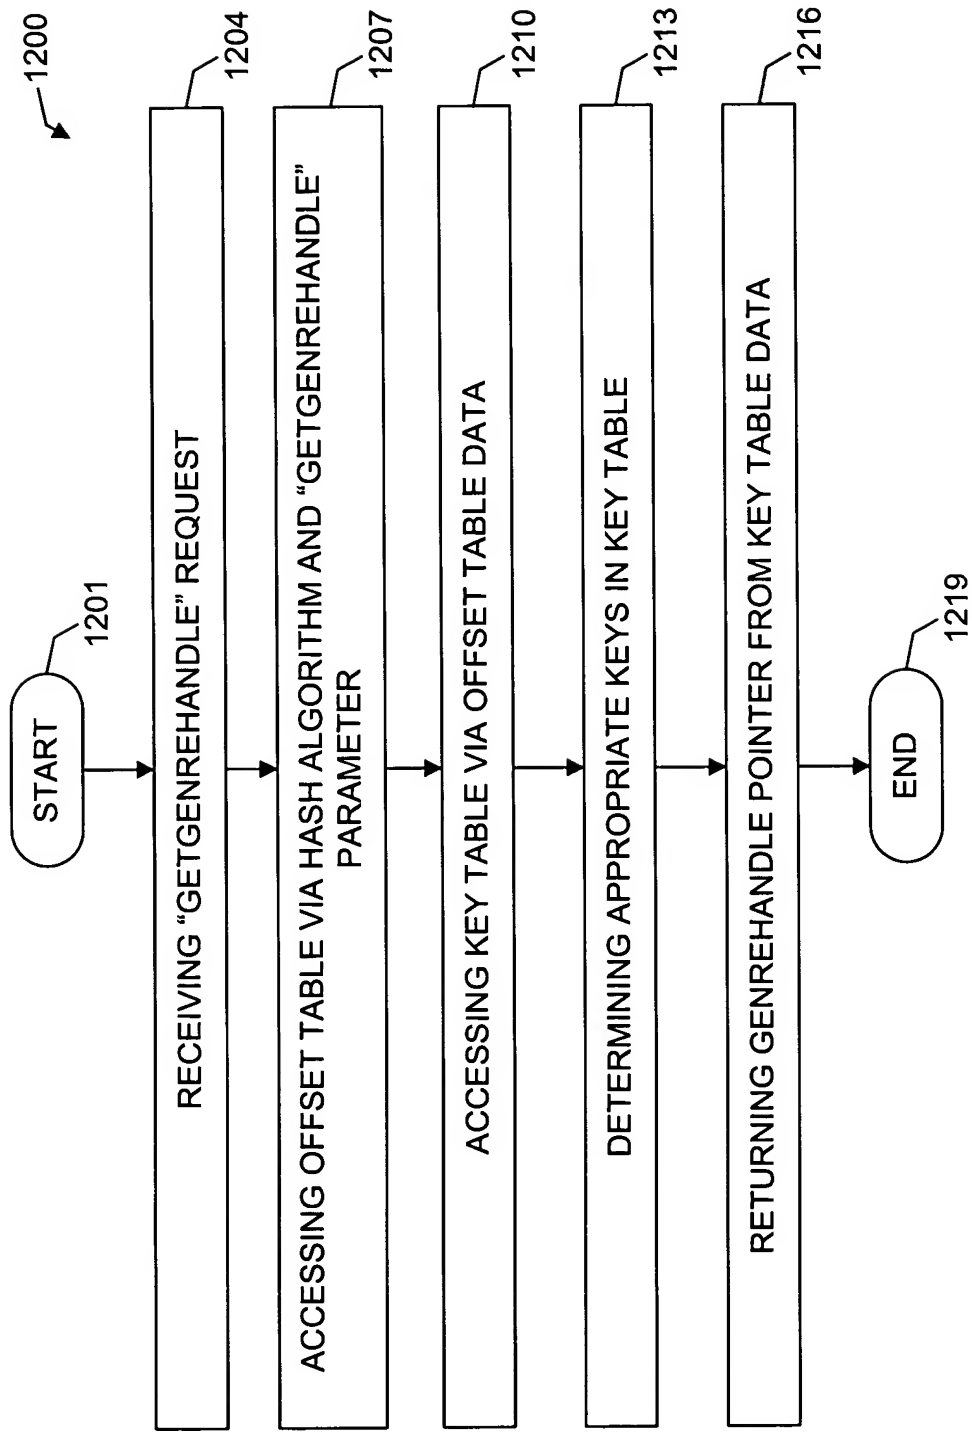 1200
START
1201
RECEIVING “GETGENREHANDLE” REQUEST
1204
ACCESSING OFFSET TABLE VIA HASH ALGORITHM AND “GETGENREHANDLE”
PARAMETER
1207
ACCESSING KEY TABLE VIA OFFSET TABLE DATA
1210
DETERMINING APPROPRIATE KEYS IN KEY TABLE
1213
RETURNING GENREHANDLE POINTER FROM KEY TABLE DATA
1216
END
1219